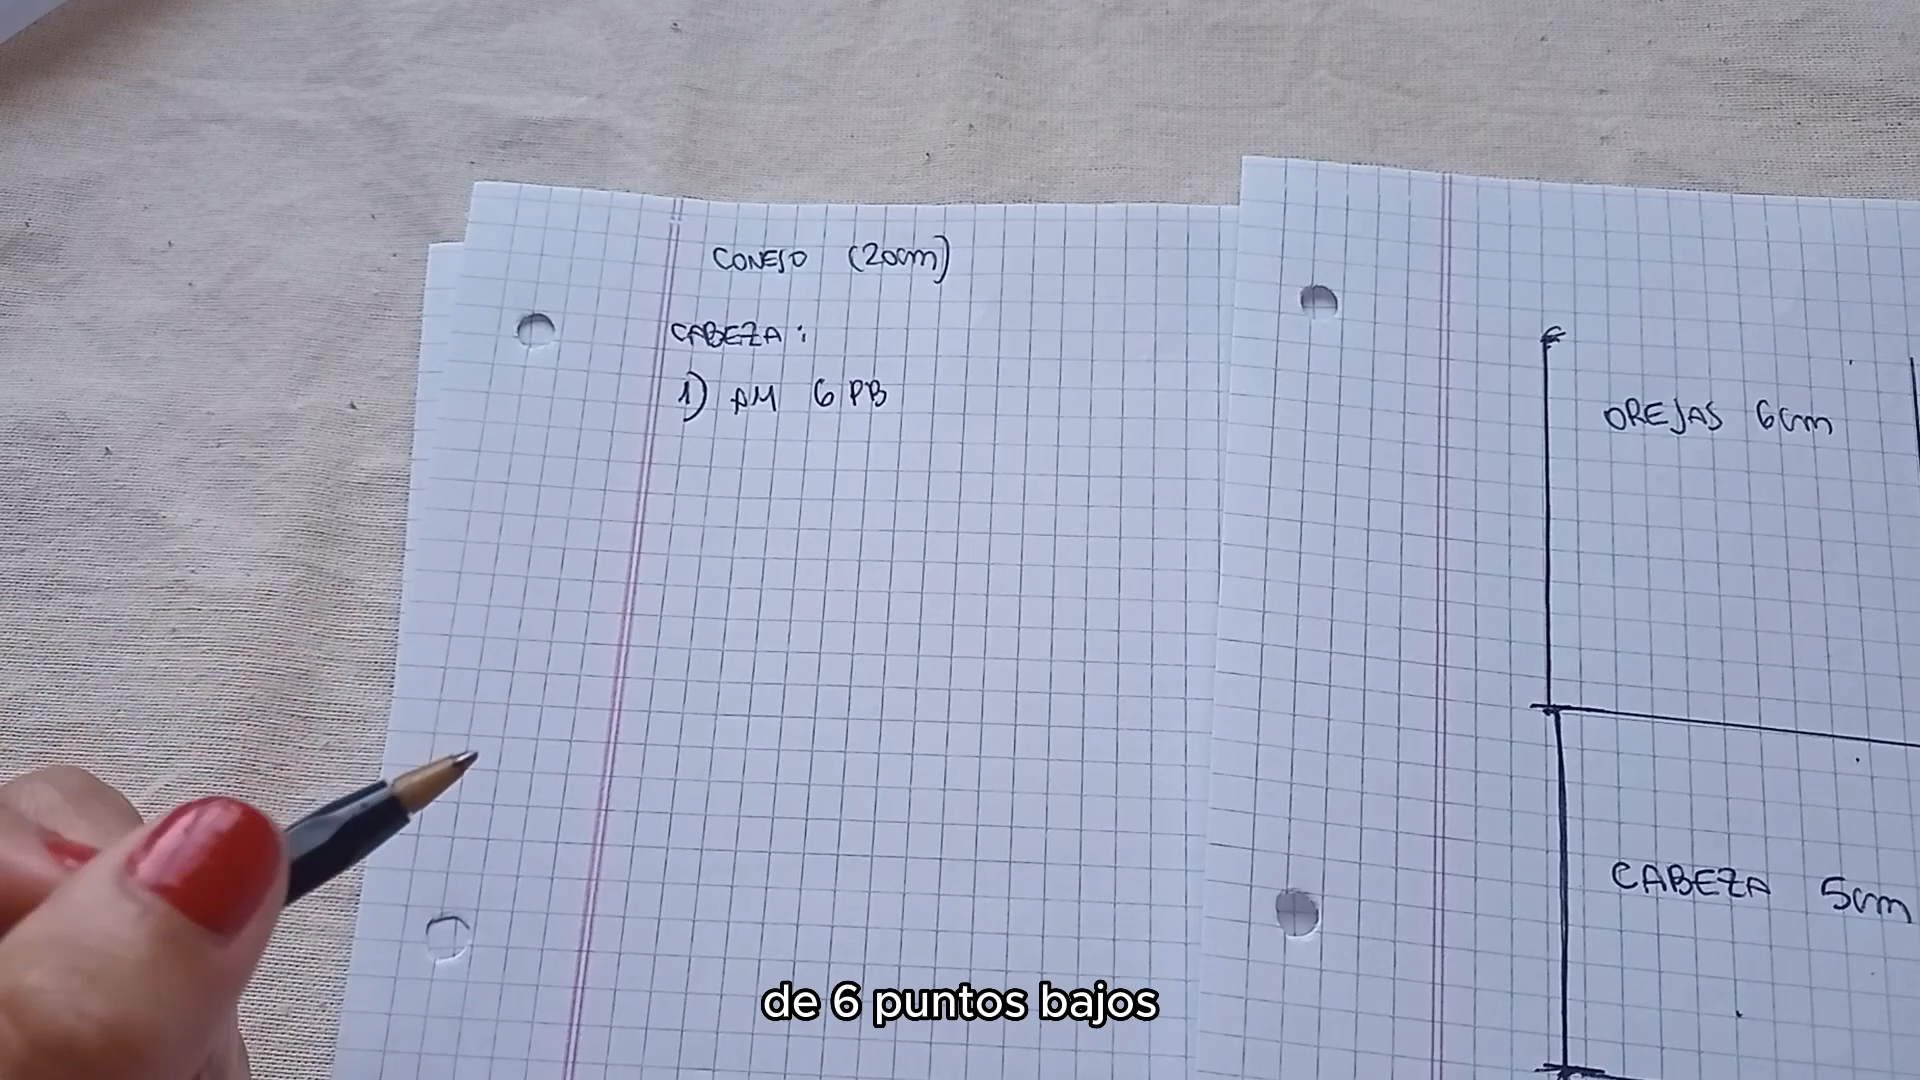 CONEJO (20cm)
CABEZA:
1) AM 6 PB
OREJAS 6cm
CABEZA 5cm
de 6 puntos bajos